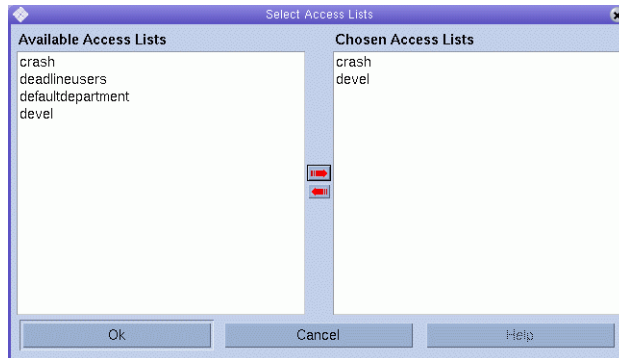 Select Access Lists
Available Access Lists
crash
deadlineusers
defaultdepartment
devel
Chosen Access Lists
crash
devel
Ok
Cancel
Help